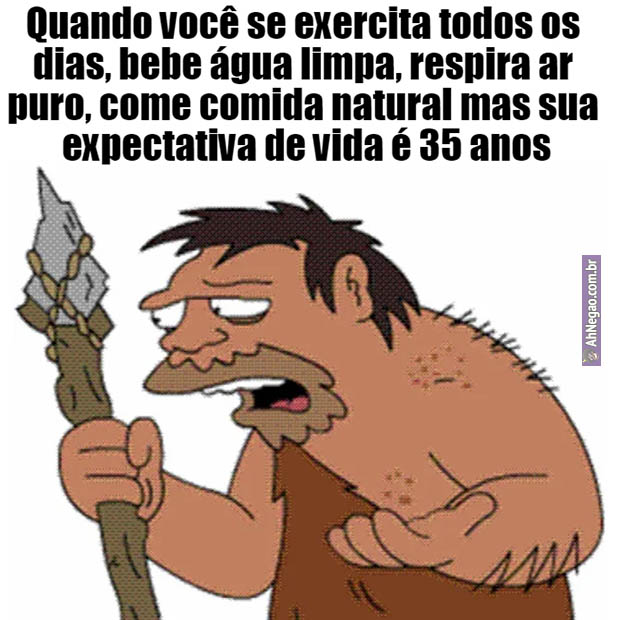 Quando você se exercita todos os
dias, bebe água limpa, respira ar
puro, come comida natural mas sua
expectativa de vida é 35 anos
AhNegao.com.br